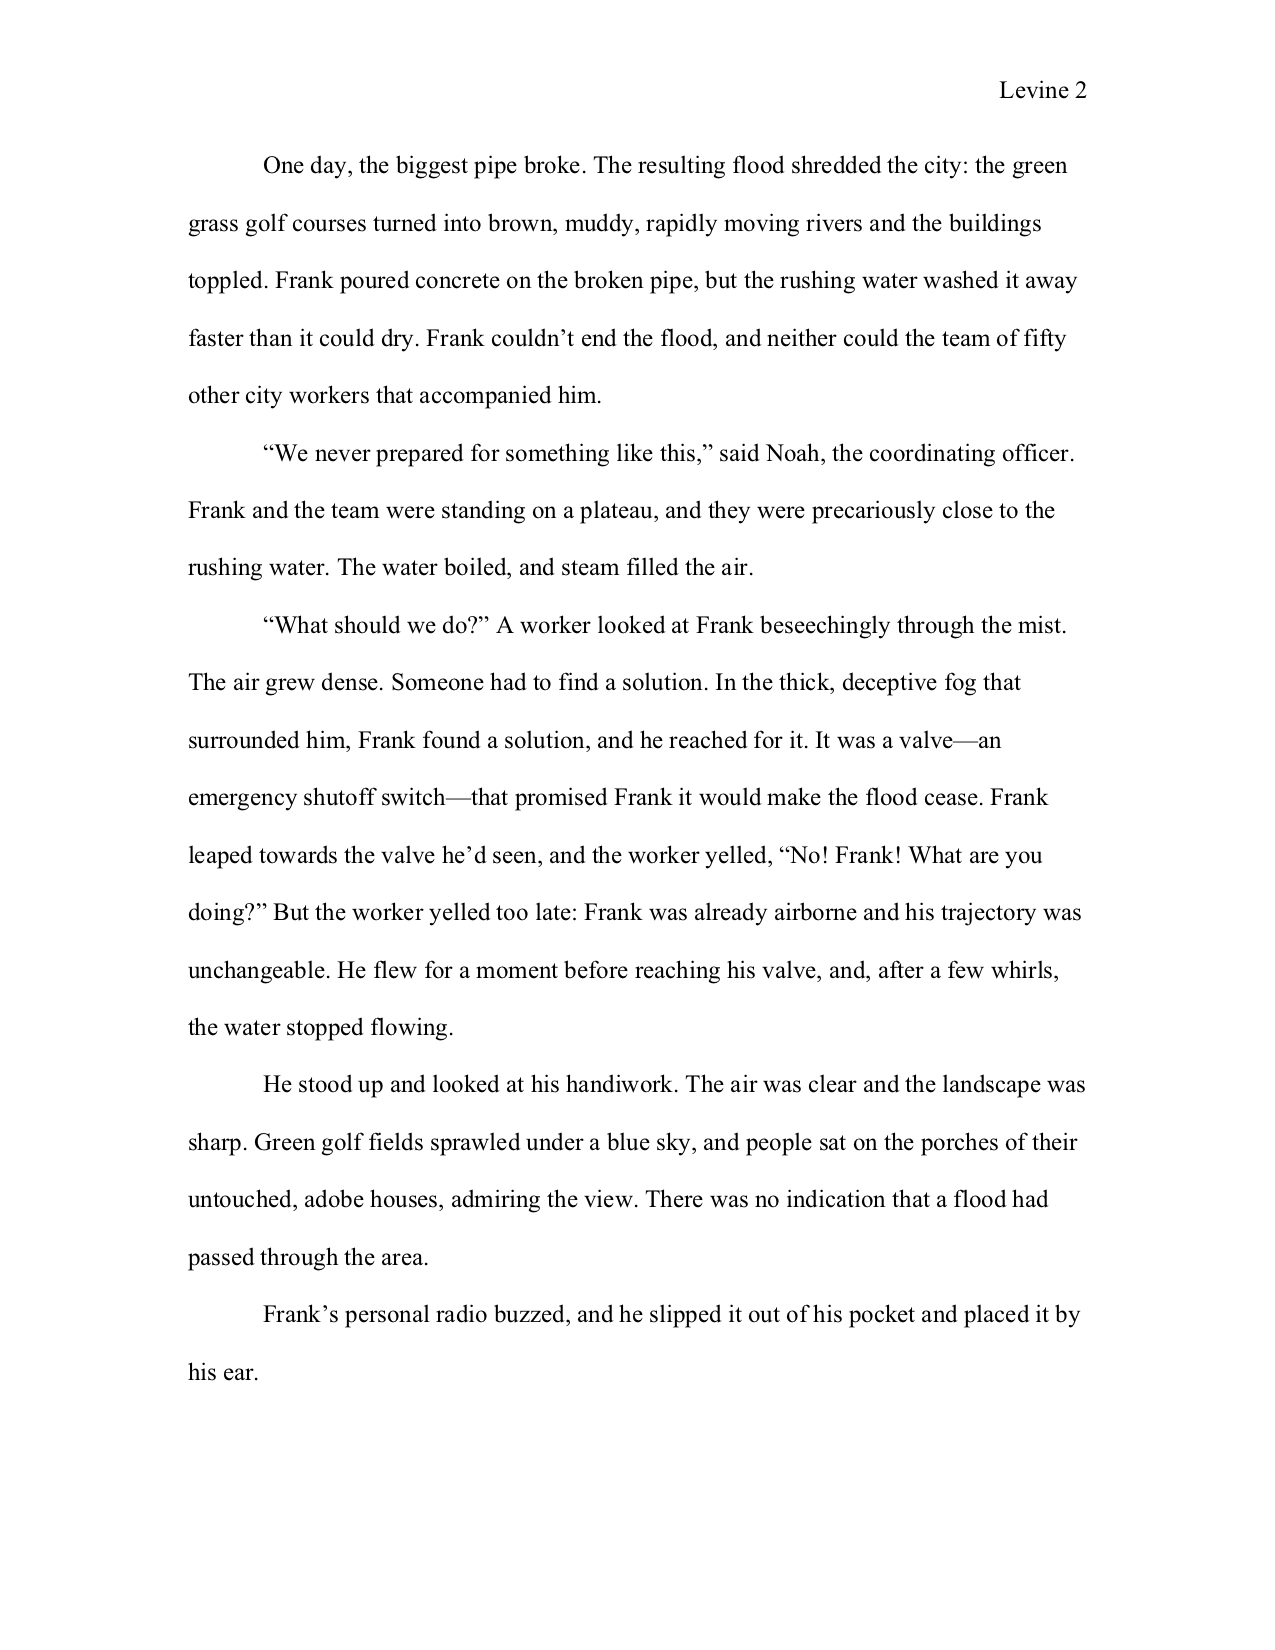 Levine 2
One day, the biggest pipe broke. The resulting flood shredded the city: the green
grass golf courses turned into brown, muddy, rapidly moving rivers and the buildings
toppled. Frank poured concrete on the broken pipe, but the rushing water washed it away
faster than it could dry. Frank couldn’t end the flood, and neither could the team of fifty
other city workers that accompanied him.
“We never prepared for something like this,” said Noah, the coordinating officer.
Frank and the team were standing on a plateau, and they were precariously close to the
rushing water. The water boiled, and steam filled the air.
“What should we do?” A worker looked at Frank beseechingly through the mist.
The air grew dense. Someone had to find a solution. In the thick, deceptive fog that
surrounded him, Frank found a solution, and he reached for it. It was a valve—an
emergency shutoff switch—that promised Frank it would make the flood cease. Frank
leaped towards the valve he’d seen, and the worker yelled, “No! Frank! What are you
doing?” But the worker yelled too late: Frank was already airborne and his trajectory was
unchangeable. He flew for a moment before reaching his valve, and, after a few whirls,
the water stopped flowing.
He stood up and looked at his handiwork. The air was clear and the landscape was
sharp. Green golf fields sprawled under a blue sky, and people sat on the porches of their
untouched, adobe houses, admiring the view. There was no indication that a flood had
passed through the area.
Frank’s personal radio buzzed, and he slipped it out of his pocket and placed it by
his ear.